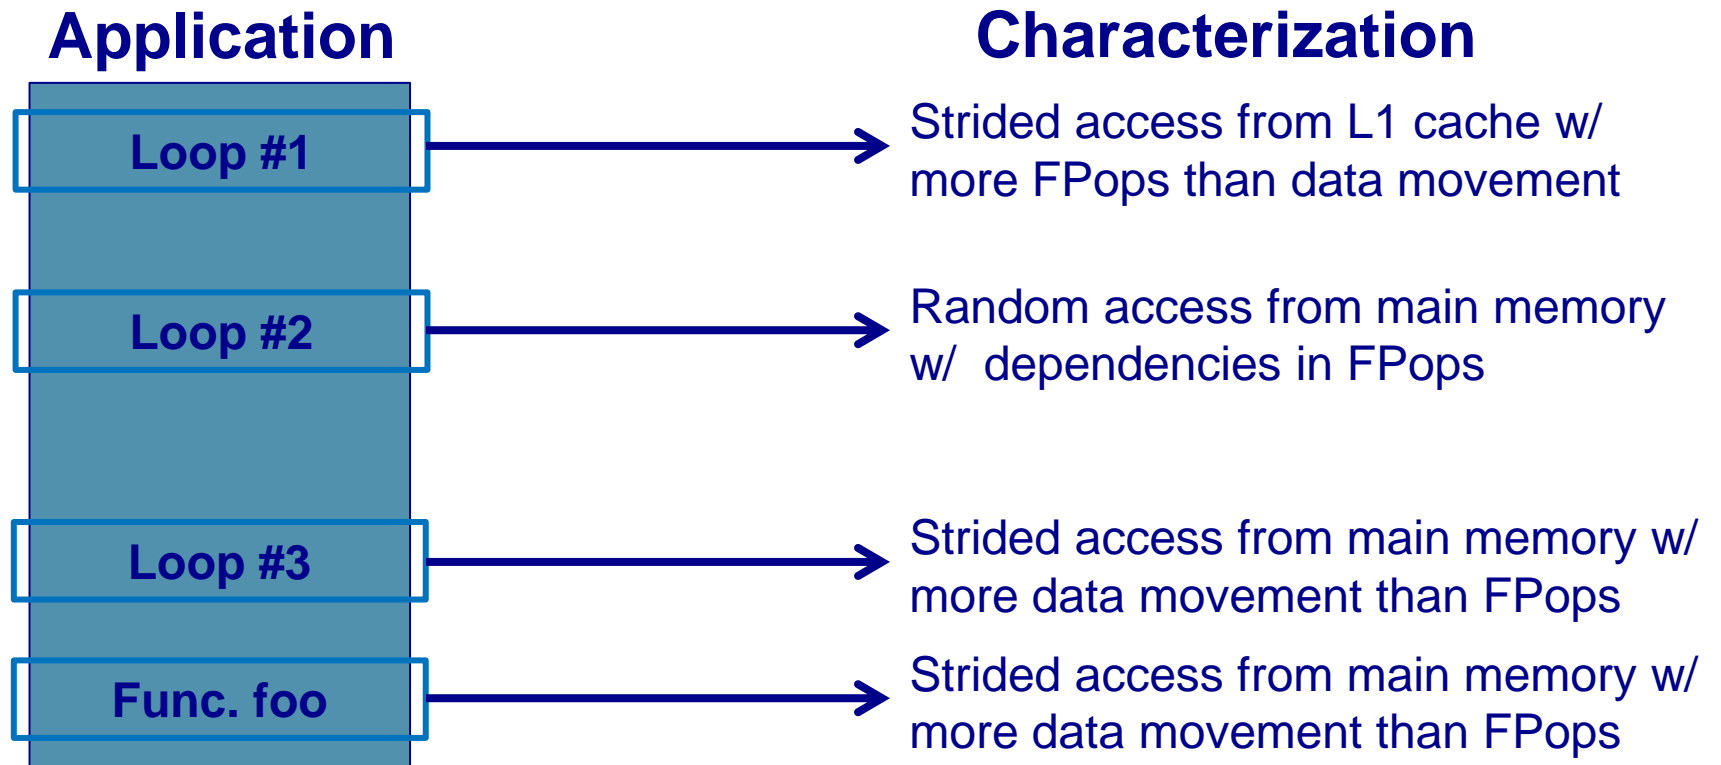 Application
Characterization
Loop #1
Strided access from L1 cache w/
more FPops than data movement
Loop #2
Random access from main memory
w/ dependencies in FPops
Loop #3
Strided access from main memory w/
more data movement than FPops
Func. foo
Strided access from main memory w/
more data movement than FPops